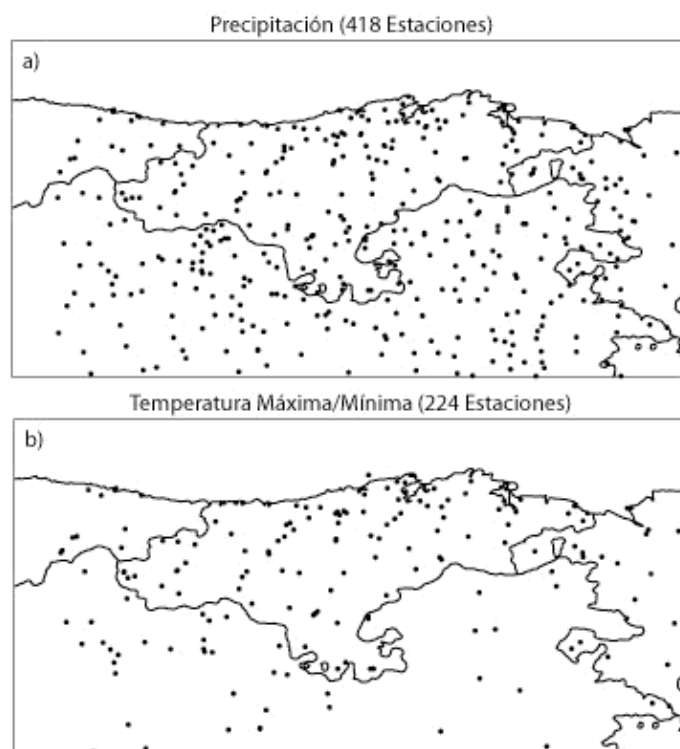 Precipitación (418 Estaciones)
a)
Temperatura Máxima/Mínima (224 Estaciones)
b)